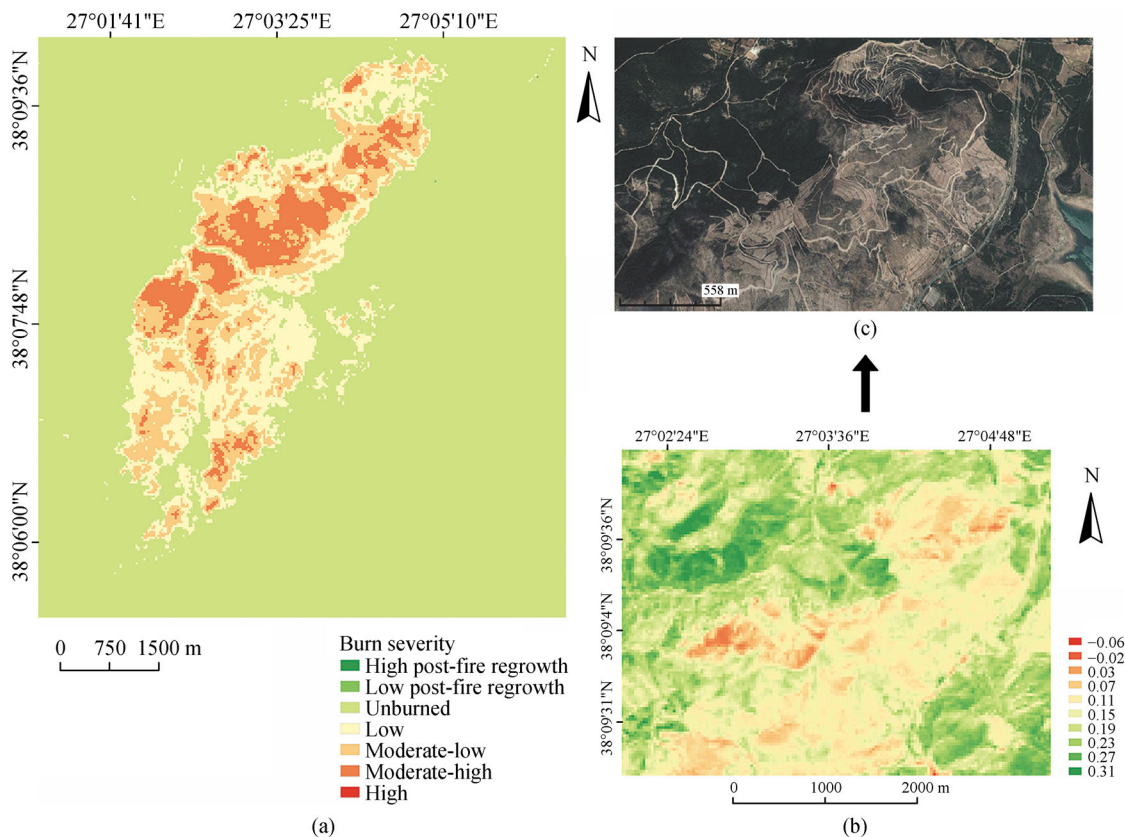 27°01'41"E
27°03'25"E
27°05'10"E
38°09'36"N
38°07'48"N
38°06'00"N
0 750 1500 m
Burn severity
High post-fire regrowth
Low post-fire regrowth
Unburned
Low
Moderate-low
Moderate-high
High
(a)
N
558 m
(c)
27°02'24"E
27°03'36"E
27°04'48"E
N
38°09'36"N
38°09'4"N
38°09'31"N
−0.06
−0.02
0.03
0.07
0.11
0.15
0.19
0.23
0.27
0.31
0 1000 2000 m
(b)